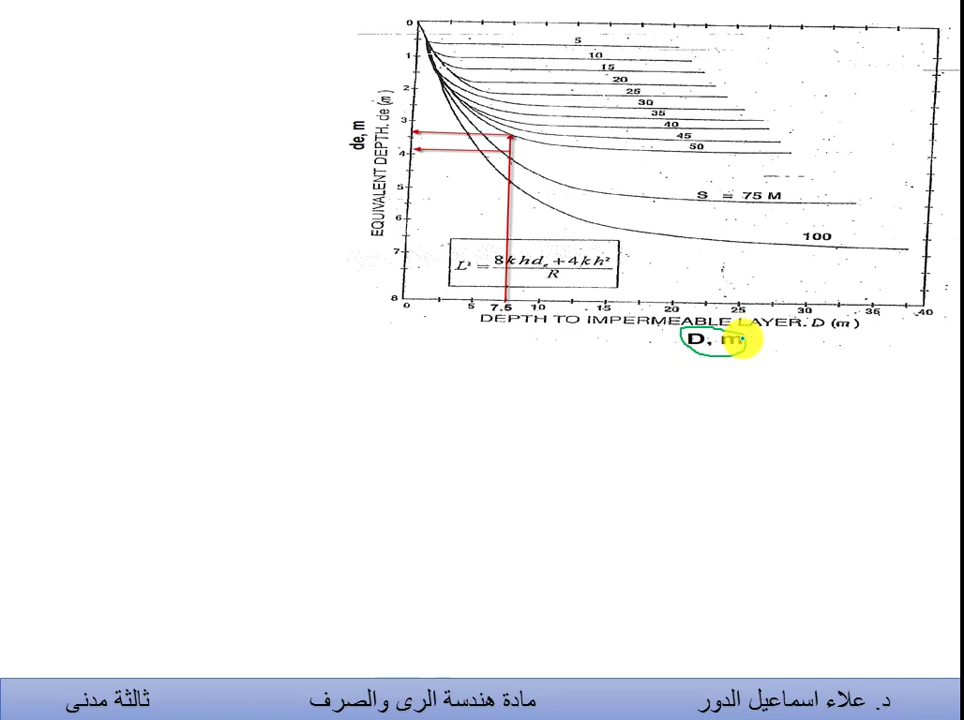 0
5
10
15
20
25
30
35
40
45
50
S = 75 M
100
1
2
3
4
5
6
7
8
de, m
EQUIVALENT DEPTH. de (m)
L² = 8khdₑ + 4kh² / R
0 5 7.5 10 15 20 25 30 35 40
DEPTH TO IMPERMEABLE LAYER. D (m)
D, m
د. علاء اسماعيل الدور مادة هندسة الرى والصرف ثالثة مدنى